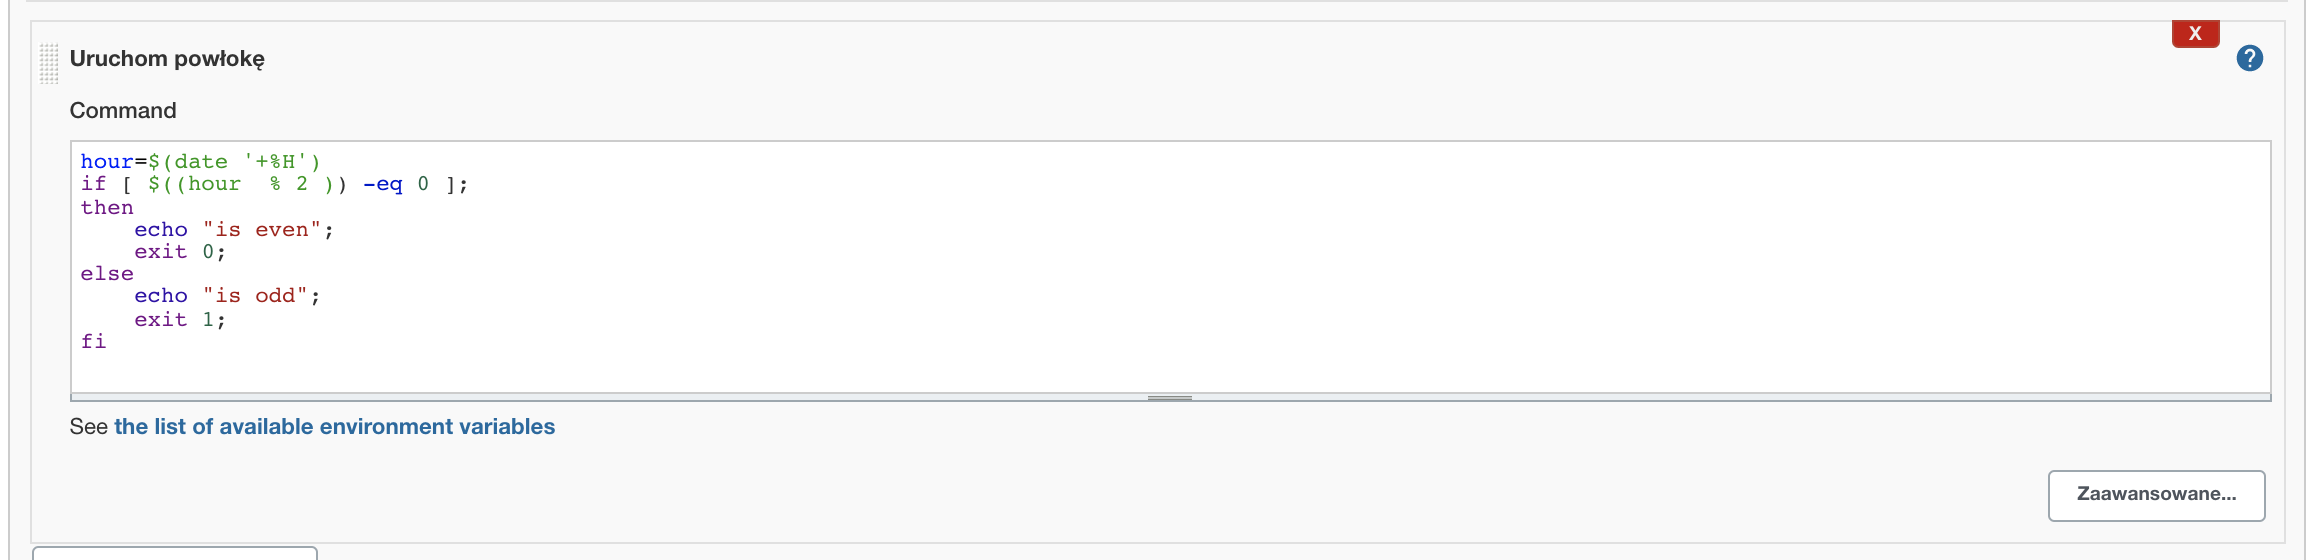 X
Uruchom powłokę
?
Command
hour=$(date '+%H')
if [ $((hour  % 2 )) -eq 0 ];
then
    echo "is even";
    exit 0;
else
    echo "is odd";
    exit 1;
fi
See the list of available environment variables
Zaawansowane...